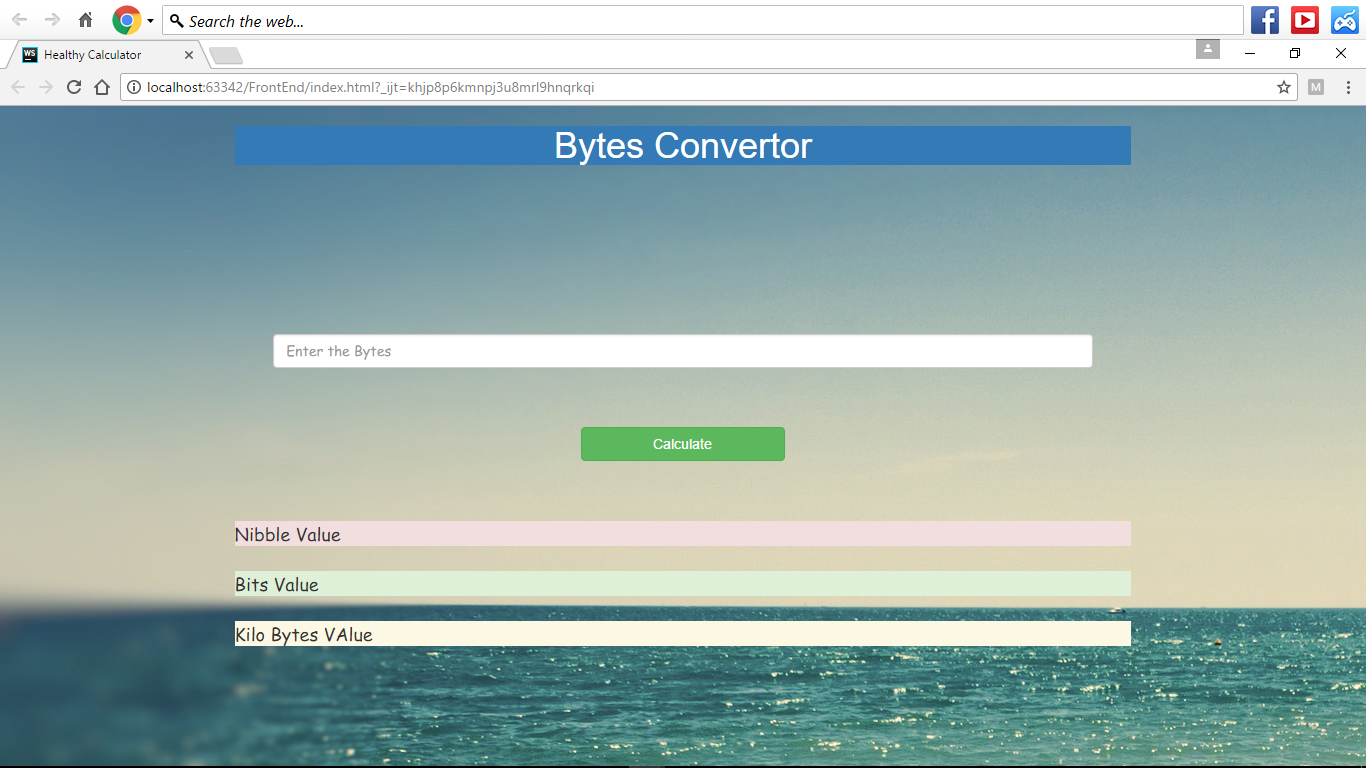 Search the web...
WS Healthy Calculator
localhost:63342/FrontEnd/index.html?_ijt=khjp8p6kmnpj3u8mrl9hnqrkqi
M
Bytes Convertor
Enter the Bytes
Calculate
Nibble Value
Bits Value
Kilo Bytes VAlue